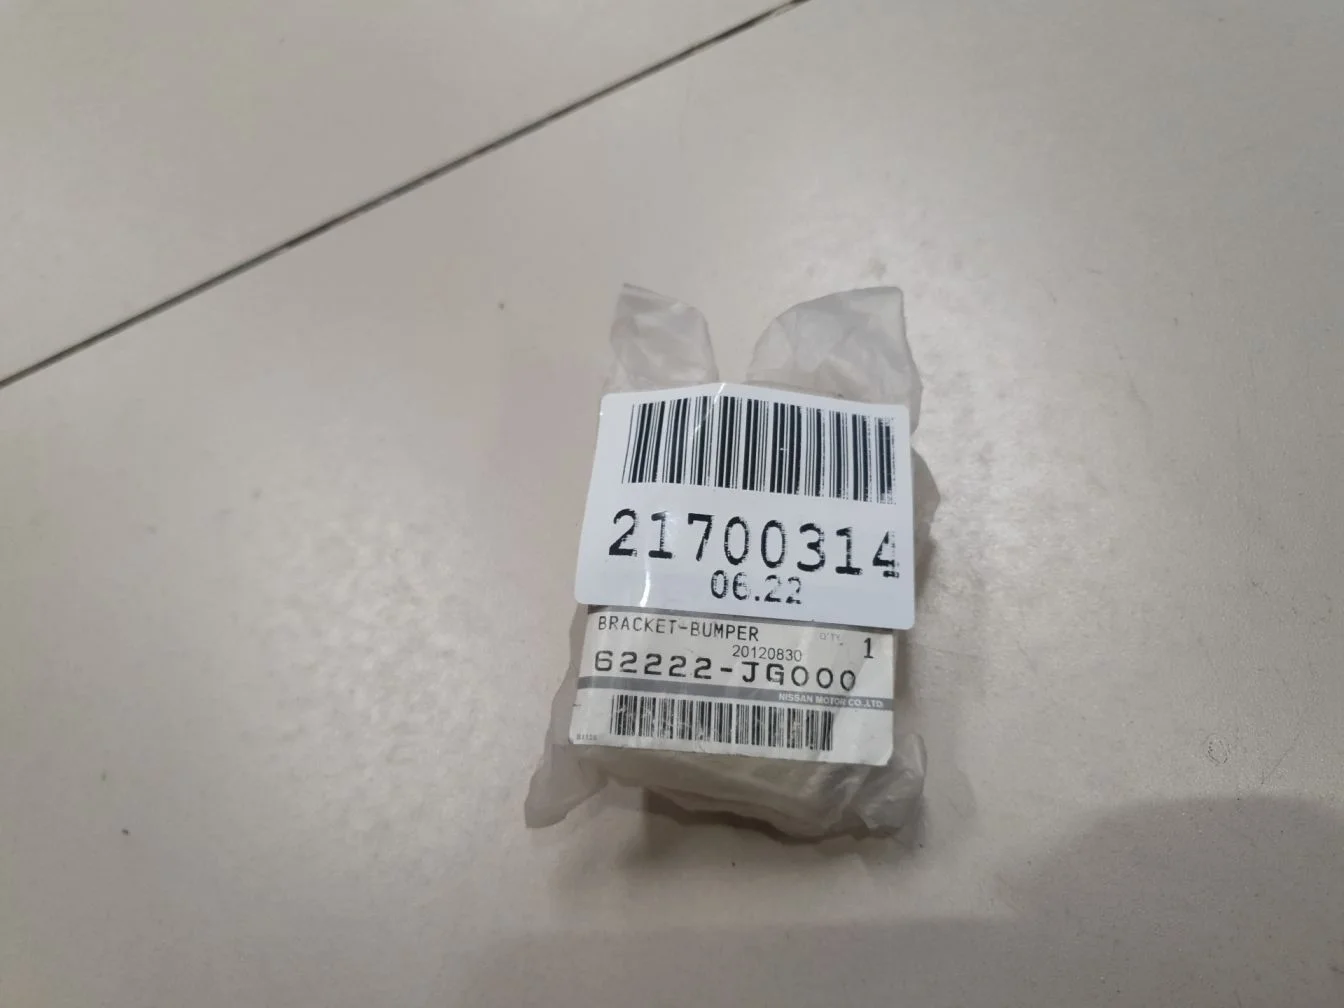 21700314
06.22
BRACKET-BUMPER
Q'TY 1
20120830
62222-JG000
NISSAN MOTOR CO.,LTD.